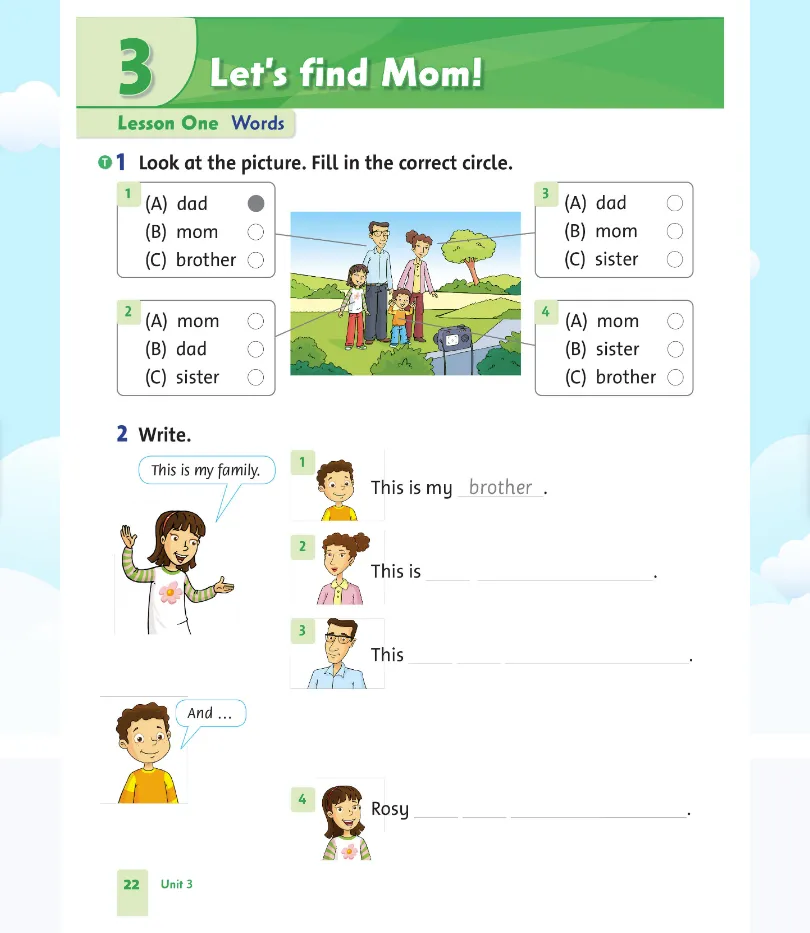 3
Let's find Mom!
Lesson One Words
T 1 Look at the picture. Fill in the correct circle.
1
(A) dad
(B) mom
(C) brother
2
(A) mom
(B) dad
(C) sister
3
(A) dad
(B) mom
(C) sister
4
(A) mom
(B) sister
(C) brother
2 Write.
This is my family.
1
This is my brother.
2
This is ____ ________________.
3
This ____ ____ ________________.
And ...
4
Rosy ____ ____ ________________.
22 Unit 3